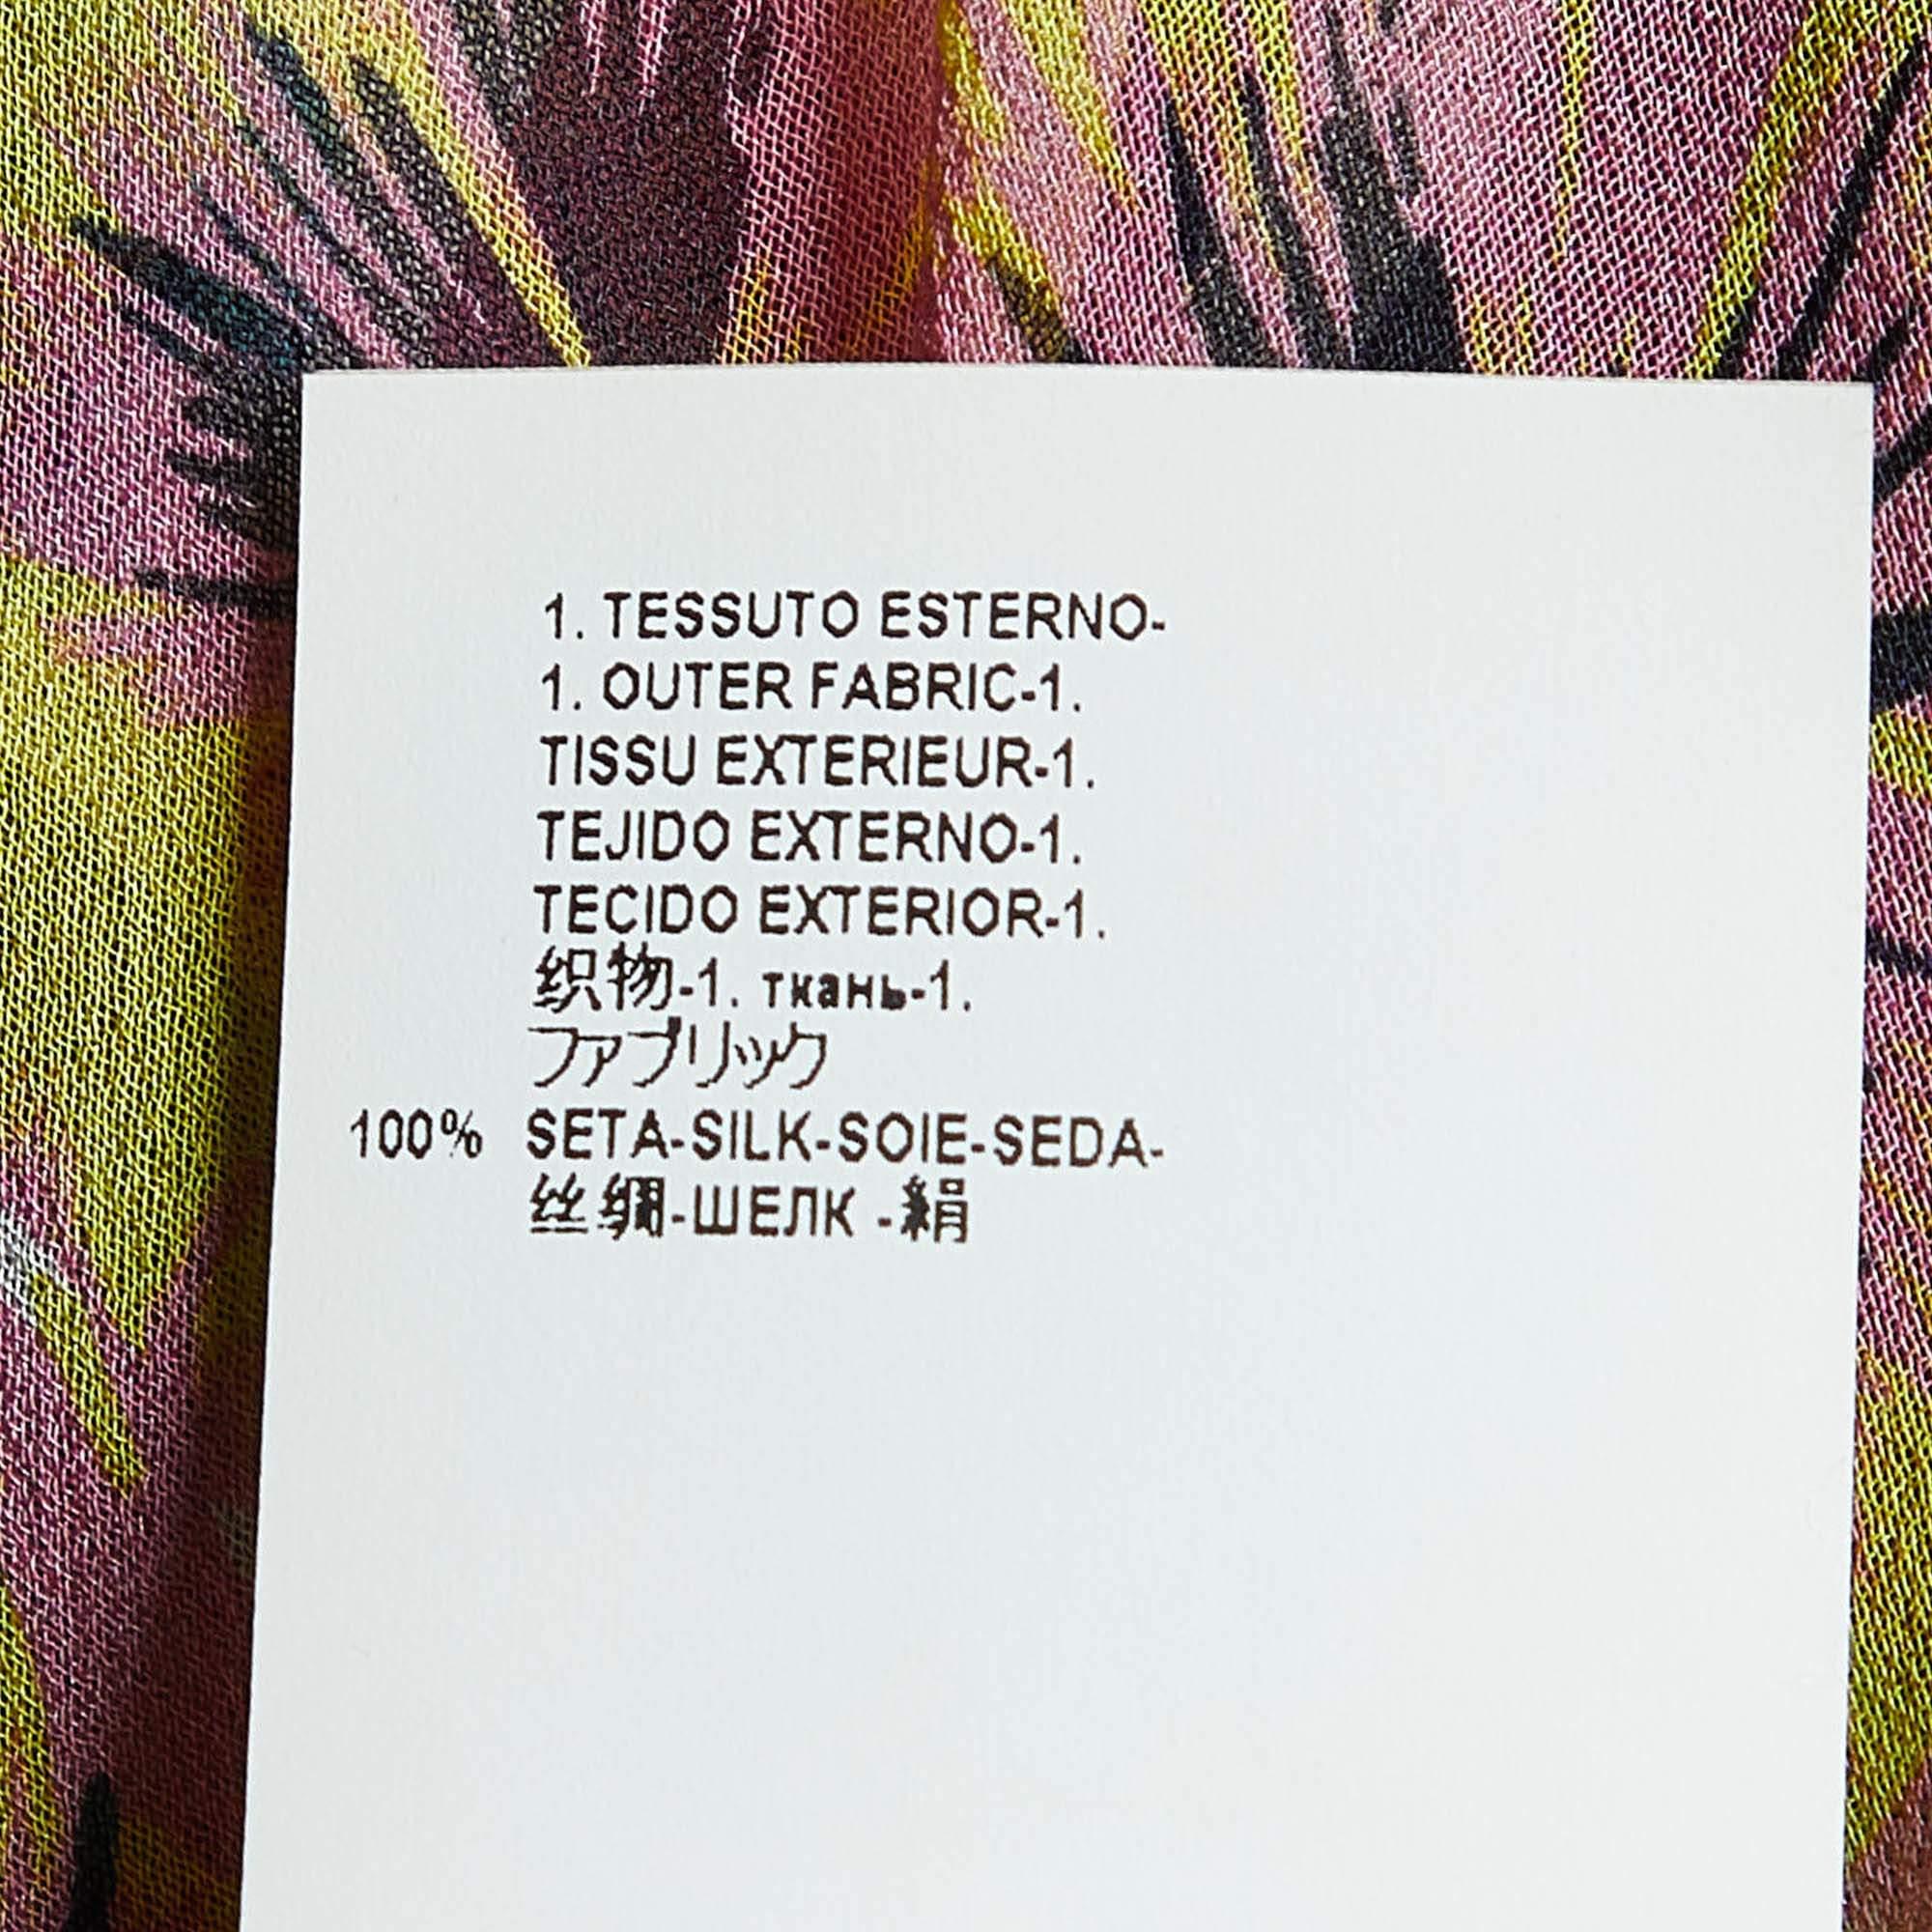 1. TESSUTO ESTERNO-
1. OUTER FABRIC-1.
TISSU EXTERIEUR-1.
TEJIDO EXTERNO-1.
TECIDO EXTERIOR-1.
织物-1. ткань-1.
ファブリック
100% SETA-SILK-SOIE-SEDA-
丝绸-ШЕЛК -絹